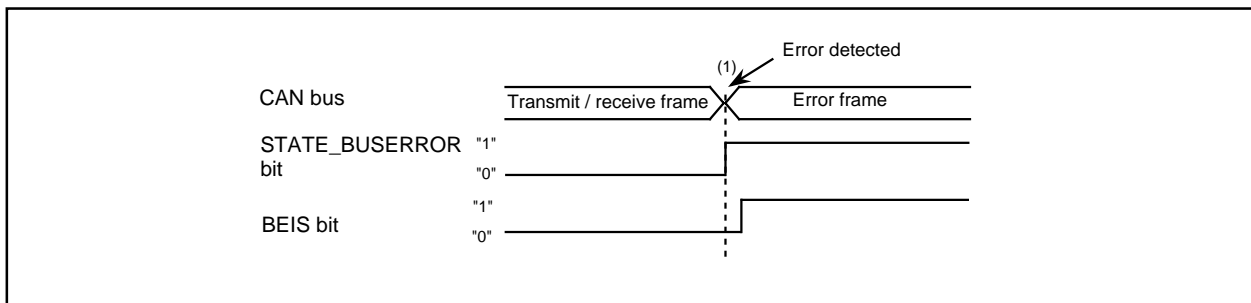 Error detected
(1)
CAN bus
Transmit / receive frame
Error frame
STATE_BUSERROR
bit
"1"
"0"
BEIS bit
"1"
"0"